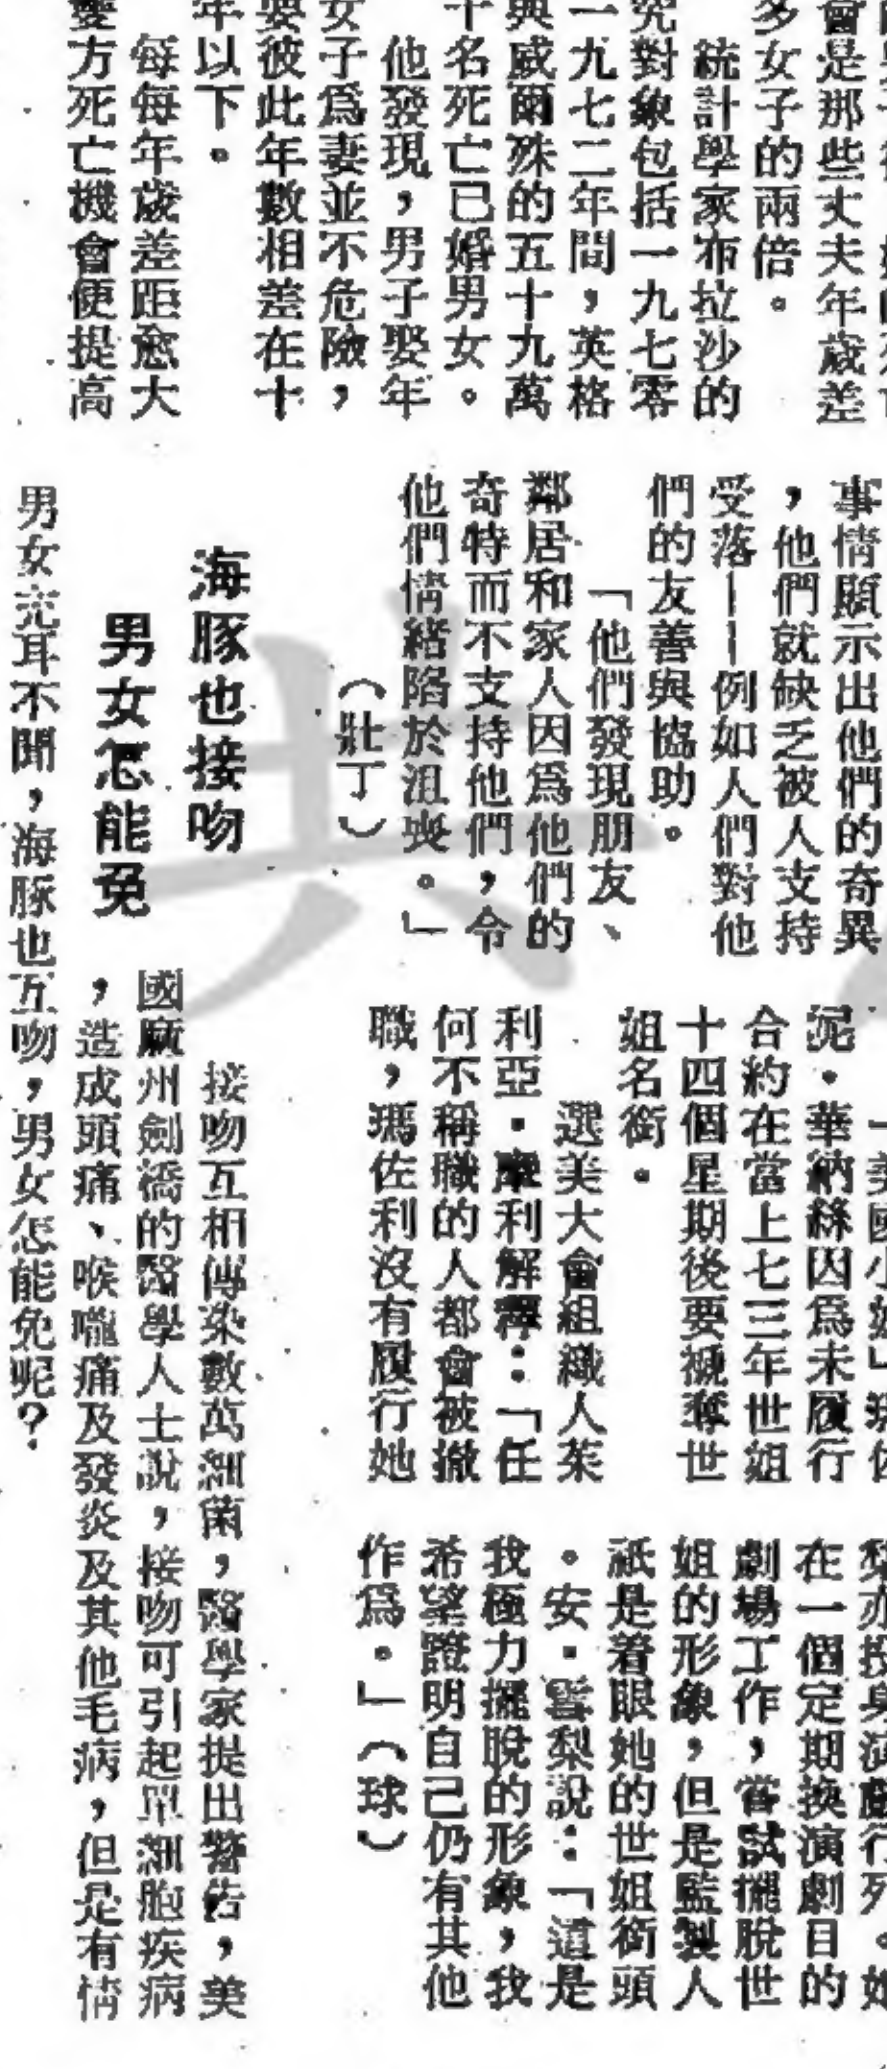 會是那些丈夫年歲差
多女子的兩倍。
統計學家布拉沙的
究對象包括一九七零
一九七二年間，英格
與威爾殊的五十九萬
十名死亡已婚男女。
他發現，男子娶年
女子為妻並不危險，
要彼此年數相差在十
年以下。
每每年歲差距愈大
雙方死亡機會便提高
事情顯示出他們的奇異
，他們就缺乏被人支持
受落——例如人們對他
們的友善與協助。
「他們發現朋友、
鄰居和家人因為他們的
奇特而不支持他們，令
他們情緒陷於沮喪。」
（壯丁）
「美國小姐」瑪佐
妮・華納絲因為未履行
合約在當上七三年世姐
十四個星期後要褫奪世
姐名銜。
選美大會組織人茱
利亞・摩利解釋：「任
何不稱職的人都會被撤
職，瑪佐利沒有履行她
梨亦投身演戲行列。她
在一個定期換演劇目的
劇場工作，嘗試擺脫世
姐的形象，但是監製人
祇是着眼她的世姐銜頭
。安・雪梨說：「這是
我極力擺脫的形象，我
希望證明自己仍有其他
作為。」（球）
海豚也接吻
男女怎能免
接吻互相傳染數萬細菌，醫學家提出警告，美
國麻州劍橋的醫學人士說，接吻可引起單細胞疾病
，造成頭痛、喉嚨痛及發炎及其他毛病，但是有情
男女充耳不聞，海豚也互吻，男女怎能免呢？
共